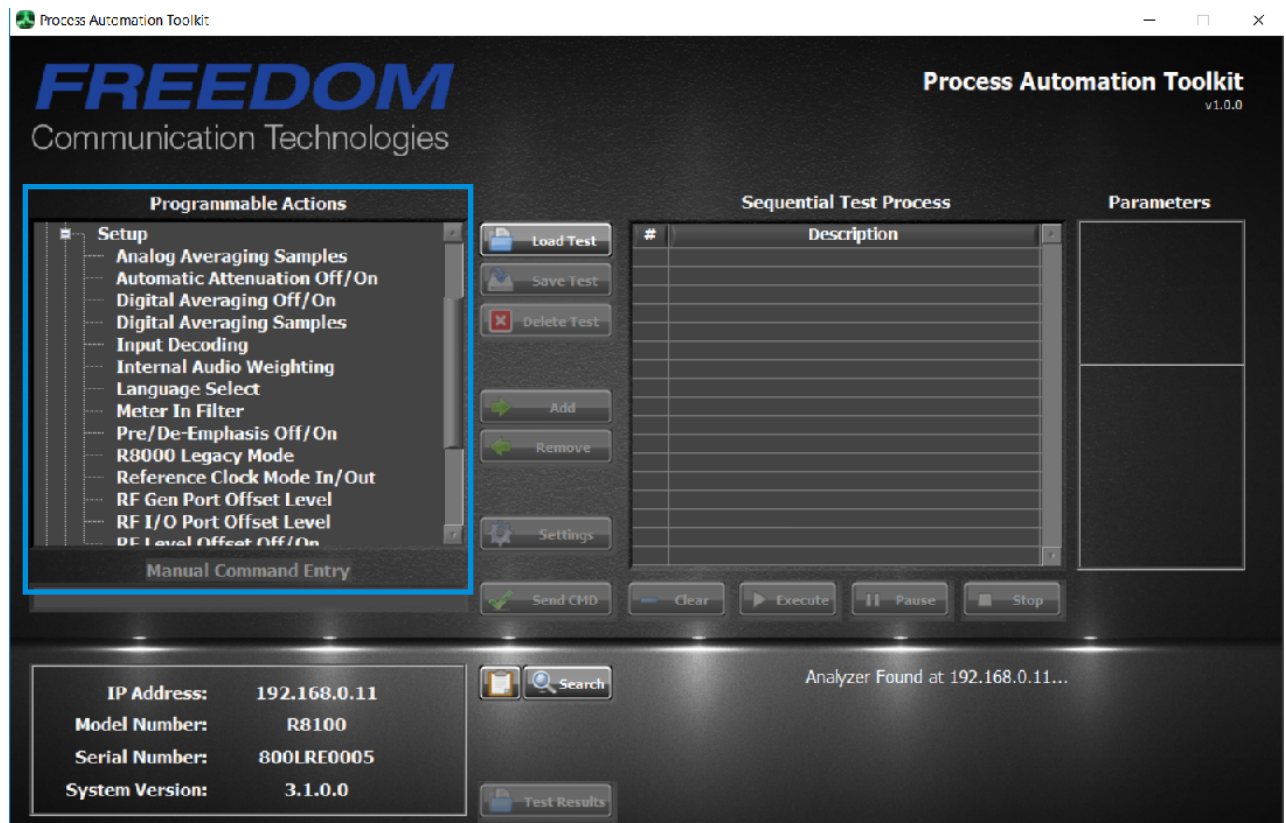 Process Automation Toolkit
FREEDOM
Communication Technologies
Process Automation Toolkit
v1.0.0
Programmable Actions
Setup
Analog Averaging Samples
Automatic Attenuation Off/On
Digital Averaging Off/On
Digital Averaging Samples
Input Decoding
Internal Audio Weighting
Language Select
Meter In Filter
Pre/De-Emphasis Off/On
R8000 Legacy Mode
Reference Clock Mode In/Out
RF Gen Port Offset Level
RF I/O Port Offset Level
RF Level Offset Off/On
Manual Command Entry
Load Test
Save Test
Delete Test
Add
Remove
Settings
Send CMD
Sequential Test Process
# Description
Clear Execute Pause Stop
Parameters
IP Address: 192.168.0.11
Model Number: R8100
Serial Number: 800LRE0005
System Version: 3.1.0.0
Search
Test Results
Analyzer Found at 192.168.0.11...